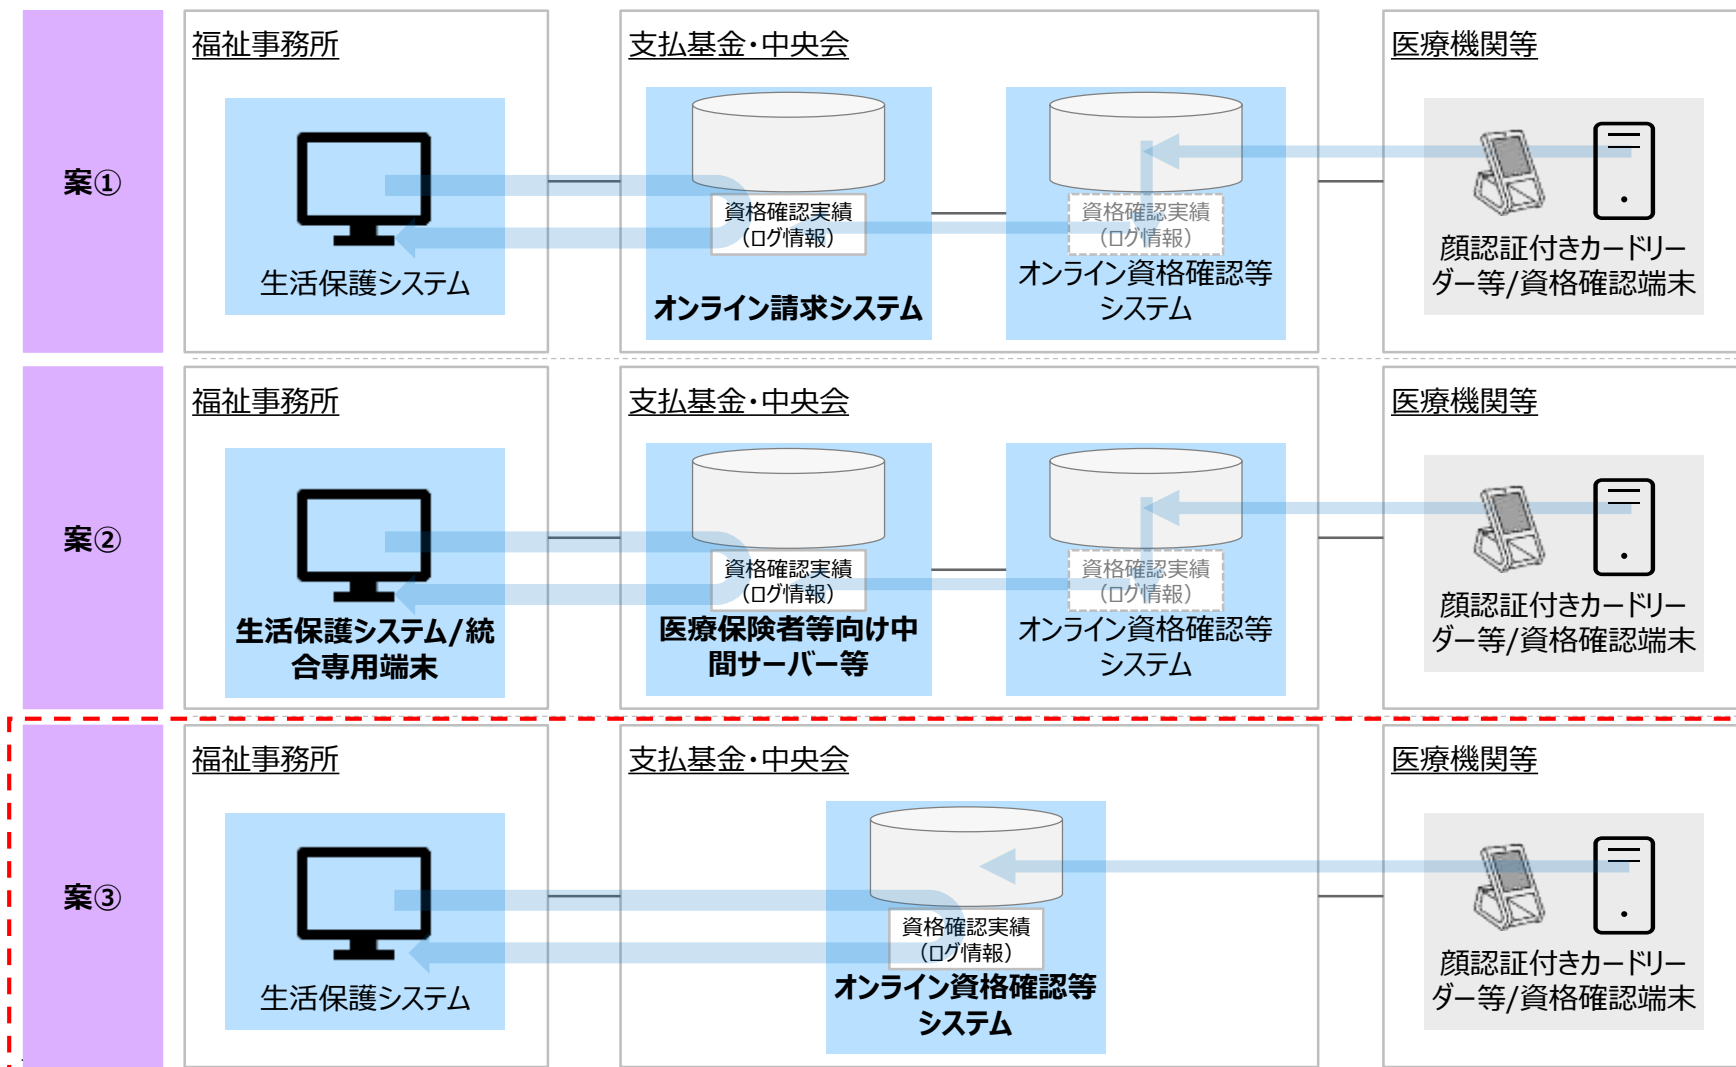 案①
福祉事務所
生活保護システム
支払基金・中央会
資格確認実績
（ログ情報）
オンライン請求システム
資格確認実績
（ログ情報）
オンライン資格確認等
システム
医療機関等
顔認証付きカードリー
ダー等/資格確認端末
案②
福祉事務所
生活保護システム/統
合専用端末
支払基金・中央会
資格確認実績
（ログ情報）
医療保険者等向け中
間サーバー等
資格確認実績
（ログ情報）
オンライン資格確認等
システム
医療機関等
顔認証付きカードリー
ダー等/資格確認端末
案③
福祉事務所
生活保護システム
支払基金・中央会
資格確認実績
（ログ情報）
オンライン資格確認等
システム
医療機関等
顔認証付きカードリー
ダー等/資格確認端末